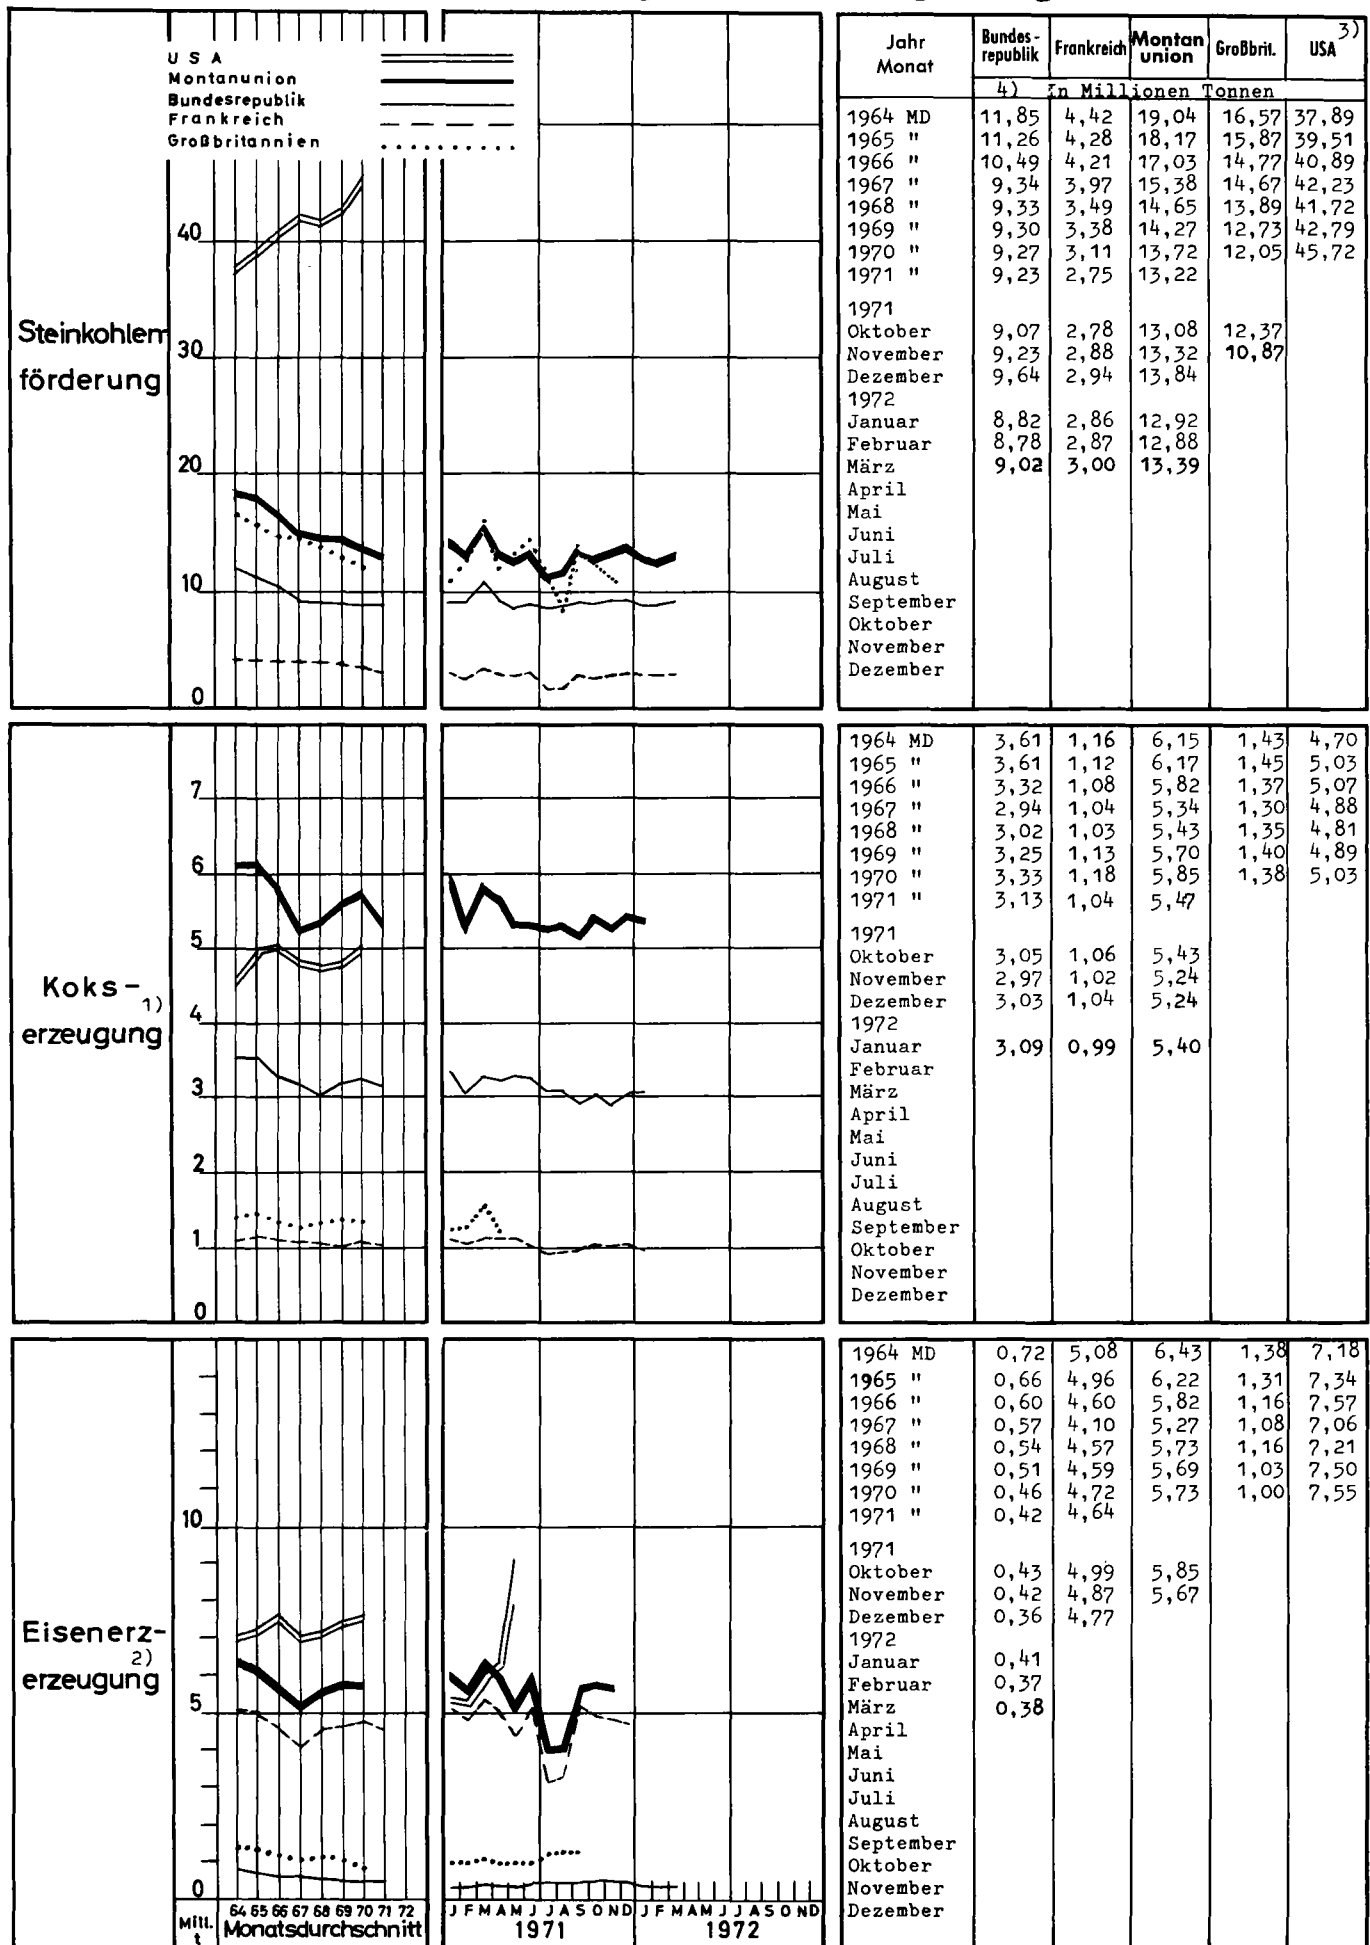 U S A
Montanunion
Bundesrepublik
Frankreich
Großbritannien
40
30
20
10
0
Steinkohlen-
förderung
Jahr Monat Bundes-republik Frankreich Montan union Großbrit. USA 3)
4) In Millionen Tonnen
1964 MD 11,85 4,42 19,04 16,57 37,89
1965 " 11,26 4,28 18,17 15,87 39,51
1966 " 10,49 4,21 17,03 14,77 40,89
1967 " 9,34 3,97 15,38 14,67 42,23
1968 " 9,33 3,49 14,65 13,89 41,72
1969 " 9,30 3,38 14,27 12,73 42,79
1970 " 9,27 3,11 13,72 12,05 45,72
1971 " 9,23 2,75 13,22
1971
Oktober 9,07 2,78 13,08 12,37
November 9,23 2,88 13,32 10,87
Dezember 9,64 2,94 13,84
1972
Januar 8,82 2,86 12,92
Februar 8,78 2,87 12,88
März 9,02 3,00 13,39
April
Mai
Juni
Juli
August
September
Oktober
November
Dezember
7
6
5
4
3
2
1
0
Koks- 1)
erzeugung
1964 MD 3,61 1,16 6,15 1,43 4,70
1965 " 3,61 1,12 6,17 1,45 5,03
1966 " 3,32 1,08 5,82 1,37 5,07
1967 " 2,94 1,04 5,34 1,30 4,88
1968 " 3,02 1,03 5,43 1,35 4,81
1969 " 3,25 1,13 5,70 1,40 4,89
1970 " 3,33 1,18 5,85 1,38 5,03
1971 " 3,13 1,04 5,47
1971
Oktober 3,05 1,06 5,43
November 2,97 1,02 5,24
Dezember 3,03 1,04 5,24
1972
Januar 3,09 0,99 5,40
Februar
März
April
Mai
Juni
Juli
August
September
Oktober
November
Dezember
10
5
0
Eisenerz-
2)
erzeugung
1964 MD 0,72 5,08 6,43 1,38 7,18
1965 " 0,66 4,96 6,22 1,31 7,34
1966 " 0,60 4,60 5,82 1,16 7,57
1967 " 0,57 4,10 5,27 1,08 7,06
1968 " 0,54 4,57 5,73 1,16 7,21
1969 " 0,51 4,59 5,69 1,03 7,50
1970 " 0,46 4,72 5,73 1,00 7,55
1971 " 0,42 4,64
1971
Oktober 0,43 4,99 5,85
November 0,42 4,87 5,67
Dezember 0,36 4,77
1972
Januar 0,41
Februar 0,37
März 0,38
April
Mai
Juni
Juli
August
September
Oktober
November
Dezember
Mill. t
64 65 66 67 68 69 70 71 72
Monatsdurchschnitt
J F M A M J J A S O N D J F M A M J J A S O N D
1971 1972